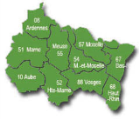 08
Ardennes
51 Marne
Meuse
55
57 Moselle
54
M.-et-Moselle
67
Bas-
10 Aube
52
Hte-Marne
88 Vosges
68
Haut-
Rhin